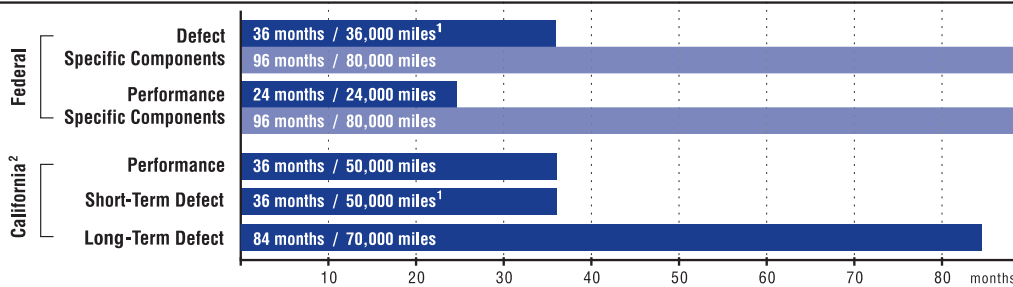 Federal
Defect 36 months / 36,000 miles¹
Specific Components 96 months / 80,000 miles
Performance 24 months / 24,000 miles
Specific Components 96 months / 80,000 miles
California²
Performance 36 months / 50,000 miles
Short-Term Defect 36 months / 50,000 miles¹
Long-Term Defect 84 months / 70,000 miles
10 20 30 40 50 60 70 80 months